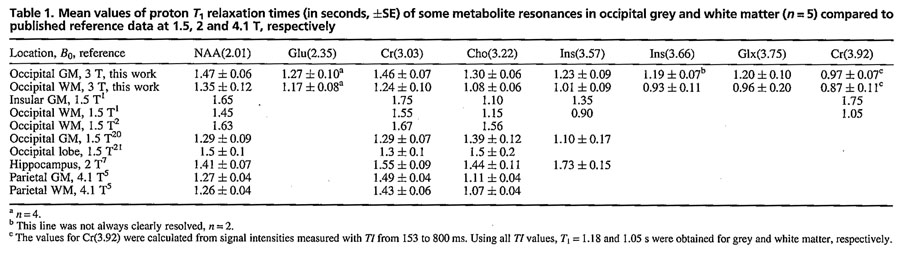 Table 1. Mean values of proton T1 relaxation times (in seconds, ±SE) of some metabolite resonances in occipital grey and white matter (n = 5) compared to
published reference data at 1.5, 2 and 4.1 T, respectively
Location, B0, reference NAA(2.01) Glu(2.35) Cr(3.03) Cho(3.22) Ins(3.57) Ins(3.66) Glx(3.75) Cr(3.92)
Occipital GM, 3 T, this work 1.47 ± 0.06 1.27 ± 0.10a 1.46 ± 0.07 1.30 ± 0.06 1.23 ± 0.09 1.19 ± 0.07b 1.20 ± 0.10 0.97 ± 0.07c
Occipital WM, 3 T, this work 1.35 ± 0.12 1.17 ± 0.08a 1.24 ± 0.10 1.08 ± 0.06 1.01 ± 0.09 0.93 ± 0.11 0.96 ± 0.20 0.87 ± 0.11c
Insular GM, 1.5 T1 1.65 1.75 1.10 1.35 1.75
Occipital WM, 1.5 T1 1.45 1.55 1.15 0.90 1.05
Occipital WM, 1.5 T2 1.63 1.67 1.56
Occipital GM, 1.5 T20 1.29 ± 0.09 1.29 ± 0.07 1.39 ± 0.12 1.10 ± 0.17
Occipital lobe, 1.5 T21 1.5 ± 0.1 1.3 ± 0.1 1.5 ± 0.2
Hippocampus, 2 T7 1.41 ± 0.07 1.55 ± 0.09 1.44 ± 0.11 1.73 ± 0.15
Parietal GM, 4.1 T5 1.27 ± 0.04 1.49 ± 0.04 1.11 ± 0.04
Parietal WM, 4.1 T5 1.26 ± 0.04 1.43 ± 0.06 1.07 ± 0.04
a n = 4.
b This line was not always clearly resolved, n = 2.
c The values for Cr(3.92) were calculated from signal intensities measured with TI from 153 to 800 ms. Using all TI values, T1 = 1.18 and 1.05 s were obtained for grey and white matter, respectively.